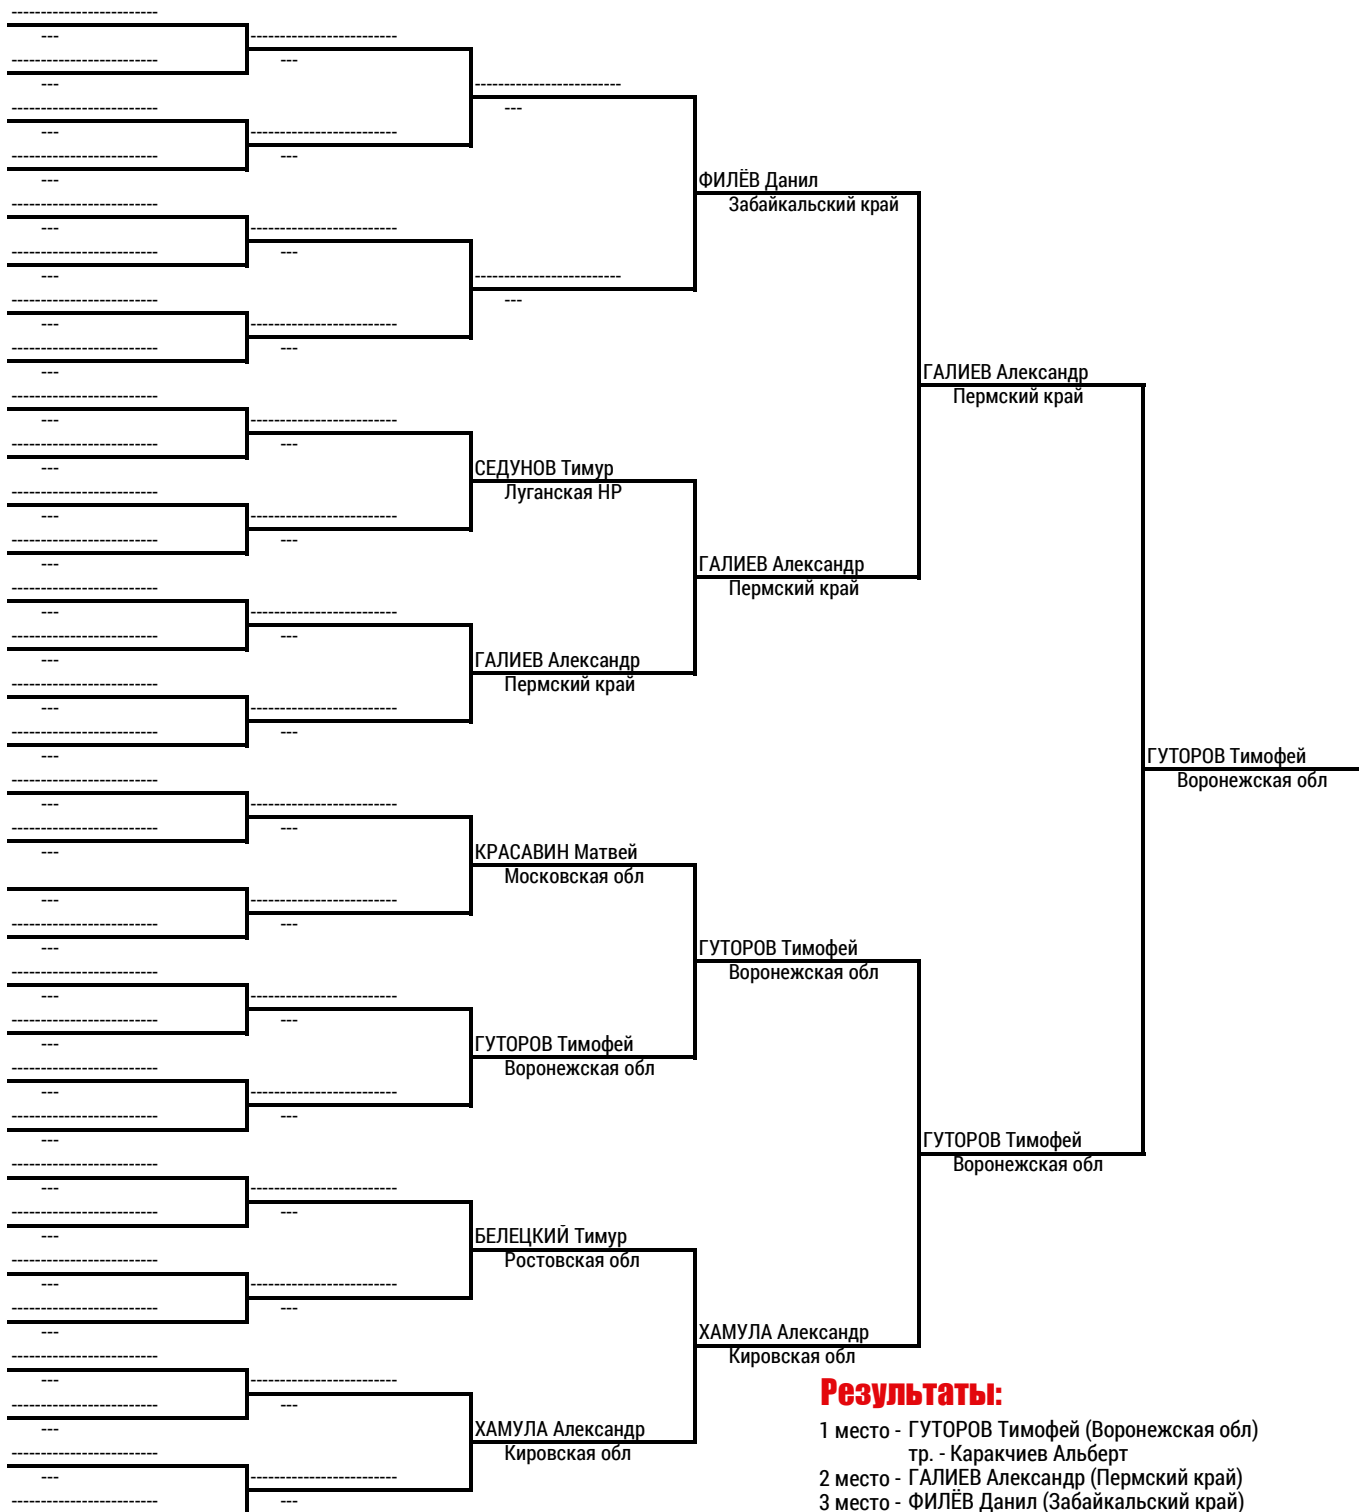 ФИЛЁВ Данил
Забайкальский край
ГАЛИЕВ Александр
Пермский край
СЕДУНОВ Тимур
Луганская НР
ГАЛИЕВ Александр
Пермский край
ГАЛИЕВ Александр
Пермский край
ГУТОРОВ Тимофей
Воронежская обл
КРАСАВИН Матвей
Московская обл
ГУТОРОВ Тимофей
Воронежская обл
ГУТОРОВ Тимофей
Воронежская обл
ГУТОРОВ Тимофей
Воронежская обл
БЕЛЕЦКИЙ Тимур
Ростовская обл
ХАМУЛА Александр
Кировская обл
ХАМУЛА Александр
Кировская обл
Результаты:
1 место - ГУТОРОВ Тимофей (Воронежская обл)
тр. - Каракчиев Альберт
2 место - ГАЛИЕВ Александр (Пермский край)
3 место - ФИЛЁВ Данил (Забайкальский край)